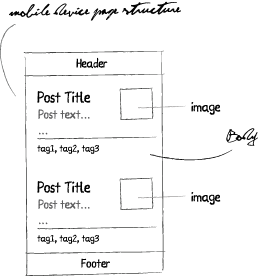 mobile device page structure
Header
Post Title
Post text...
image
...
tag1, tag2, tag3
Body
Post Title
Post text...
image
...
tag1, tag2, tag3
Footer